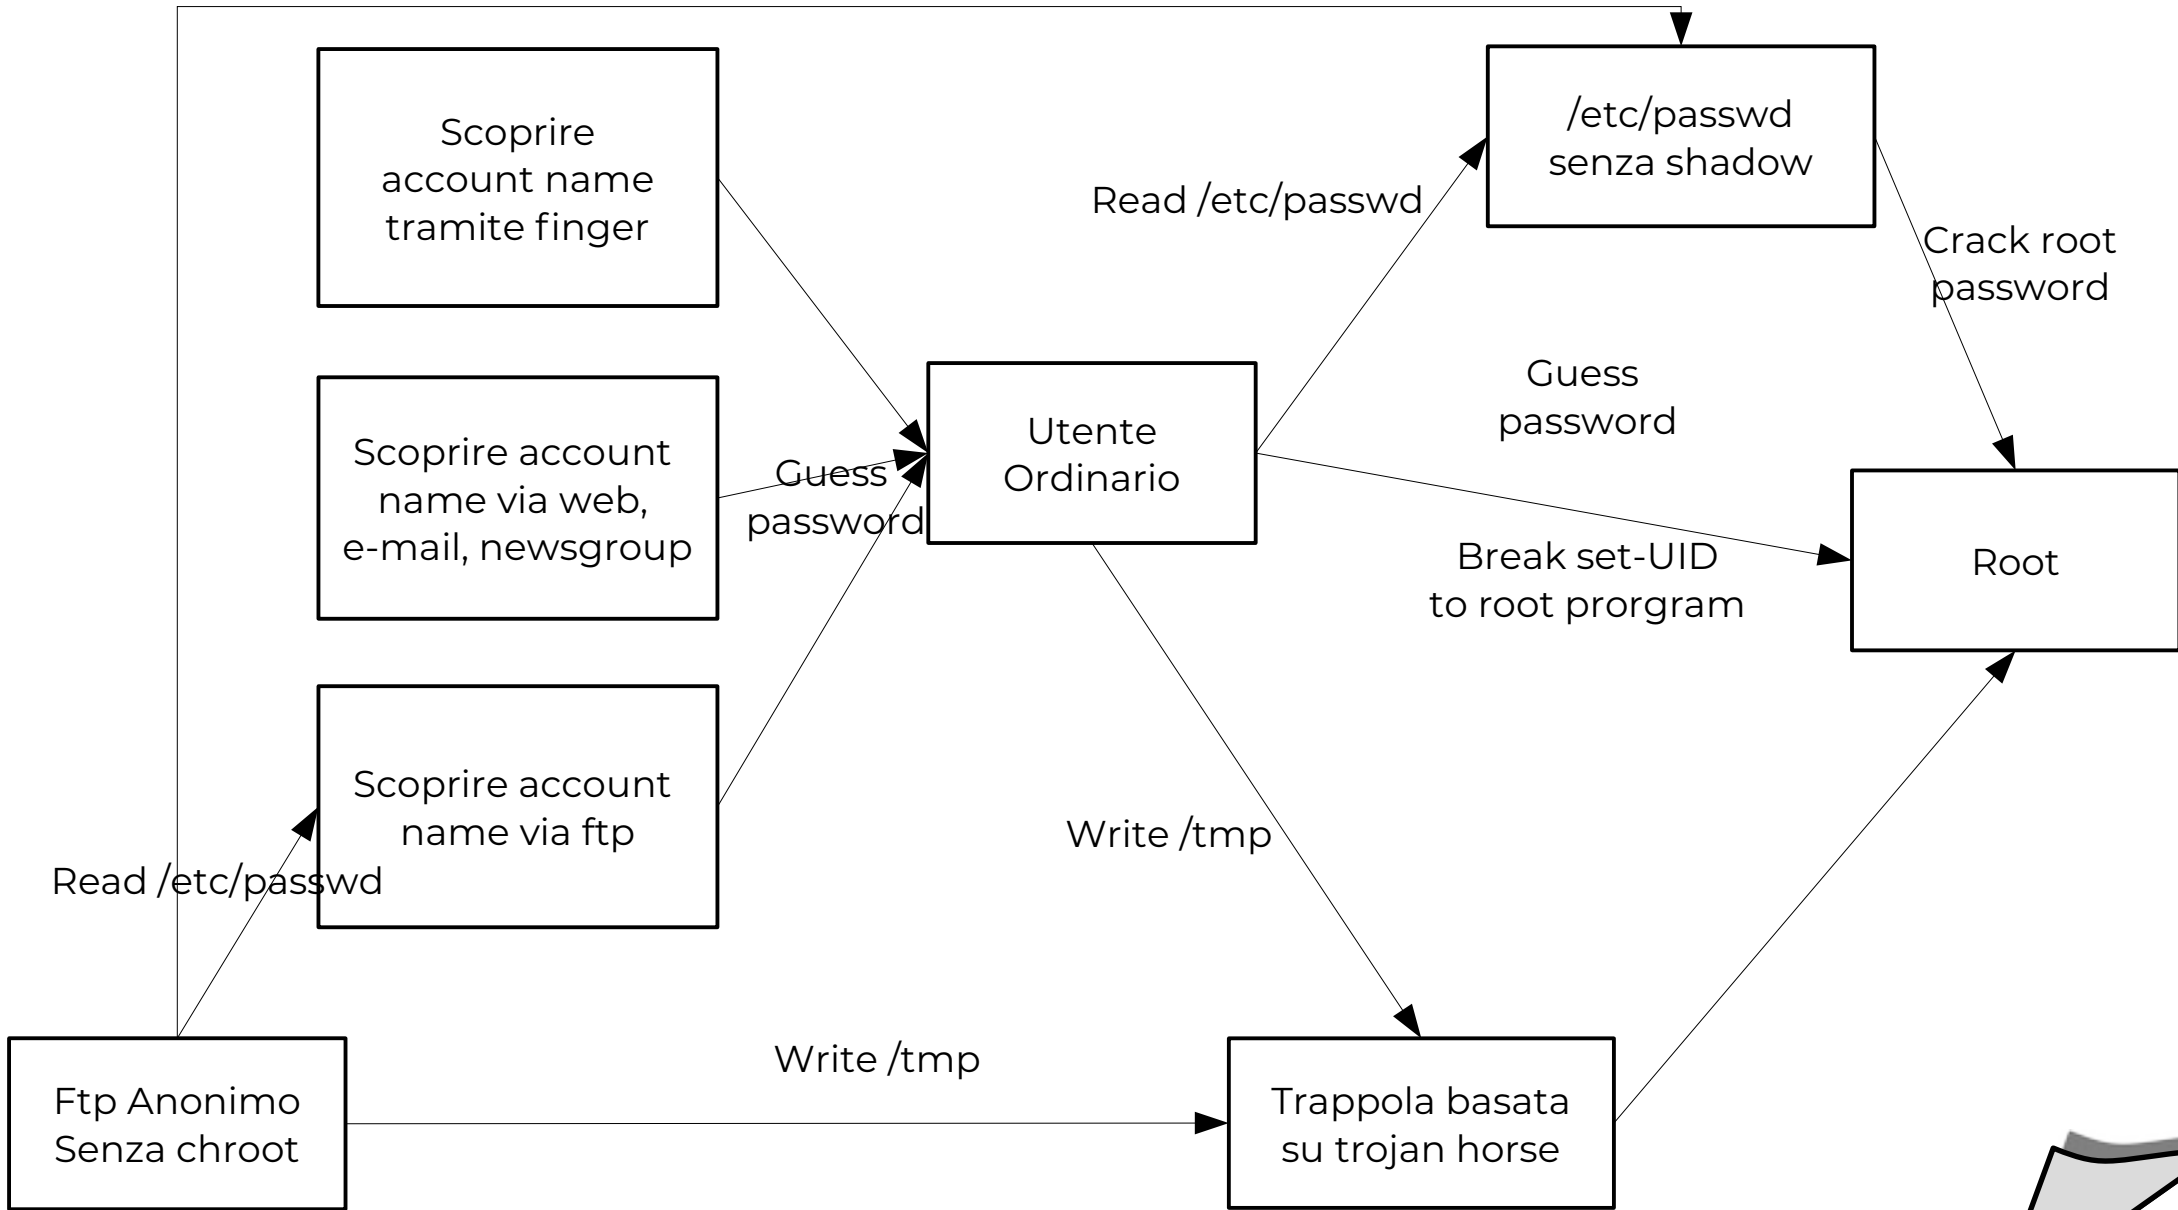 Scoprire
account name
tramite finger
/etc/passwd
senza shadow
Read /etc/passwd
Crack root
password
Guess
password
Utente
Ordinario
Scoprire account
name via web,
e-mail, newsgroup
Guess
password
Root
Break set-UID
to root prorgram
Scoprire account
name via ftp
Write /tmp
Read /etc/passwd
Write /tmp
Ftp Anonimo
Senza chroot
Trappola basata
su trojan horse